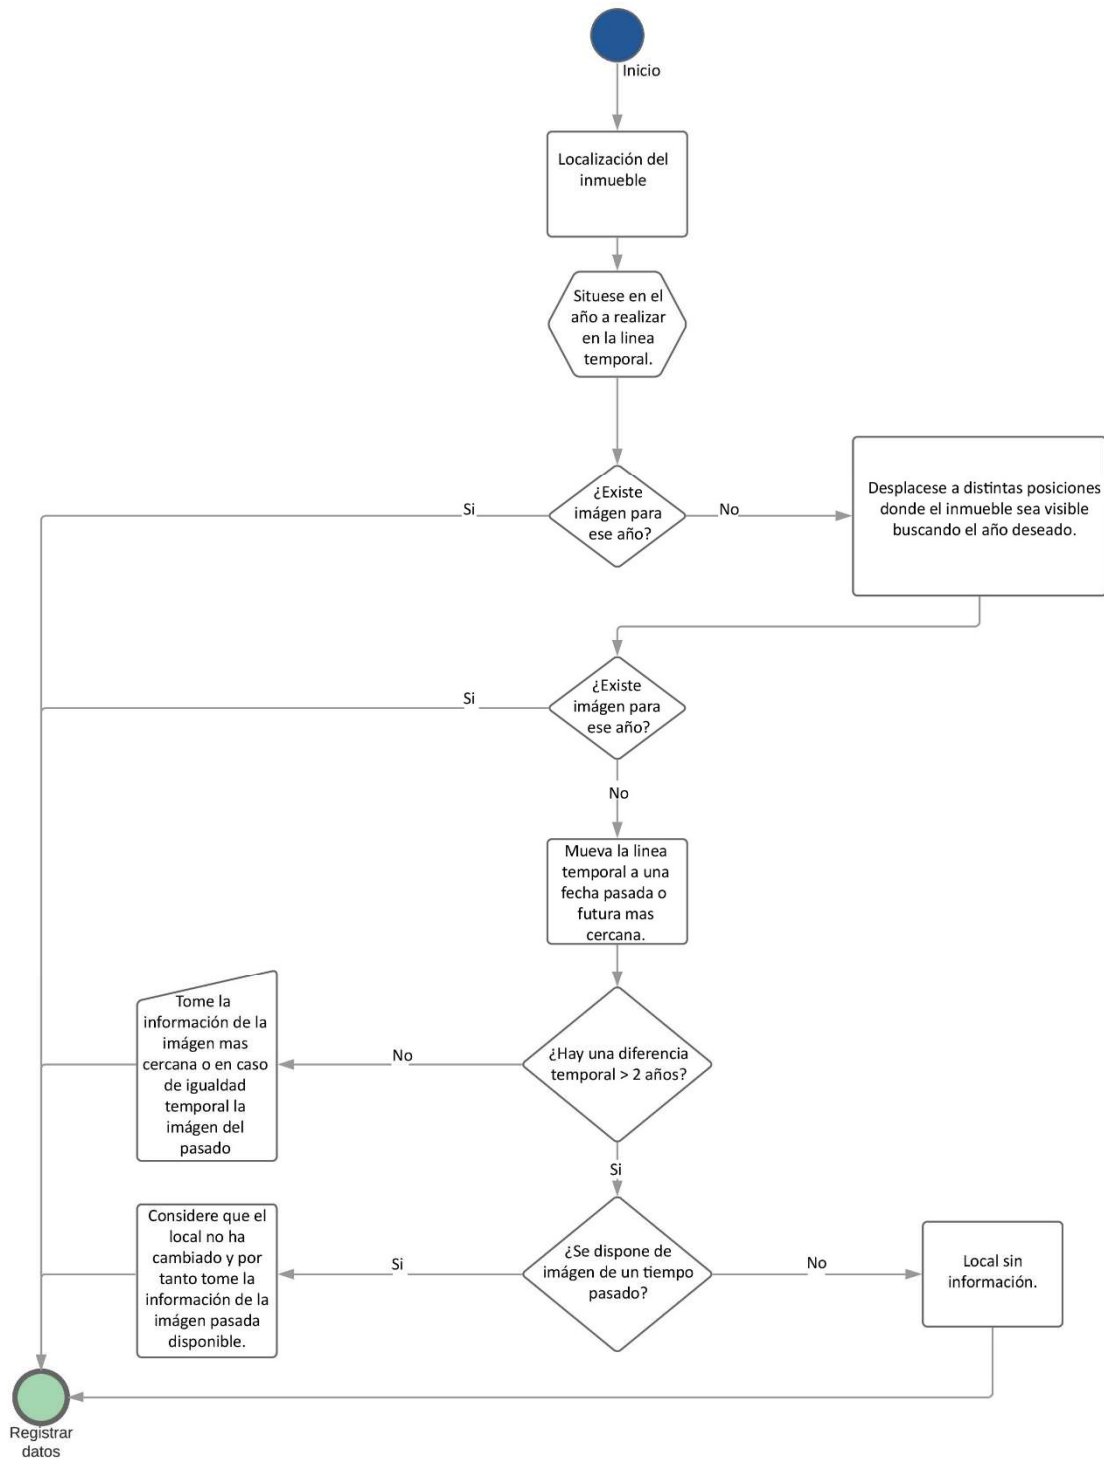 Inicio
Localización del
inmueble
Situese en el
año a realizar
en la linea
temporal.
¿Existe
imágen para
ese año?
Si
No
Desplacese a distintas posiciones
donde el inmueble sea visible
buscando el año deseado.
¿Existe
imágen para
ese año?
Si
No
Mueva la linea
temporal a una
fecha pasada o
futura mas
cercana.
¿Hay una diferencia
temporal > 2 años?
No
Tome la
información de la
imágen mas
cercana o en caso
de igualdad
temporal la
imágen del
pasado
Si
¿Se dispone de
imágen de un tiempo
pasado?
Si
Considere que el
local no ha
cambiado y por
tanto tome la
información de la
imágen pasada
disponible.
No
Local sin
información.
Registrar
datos